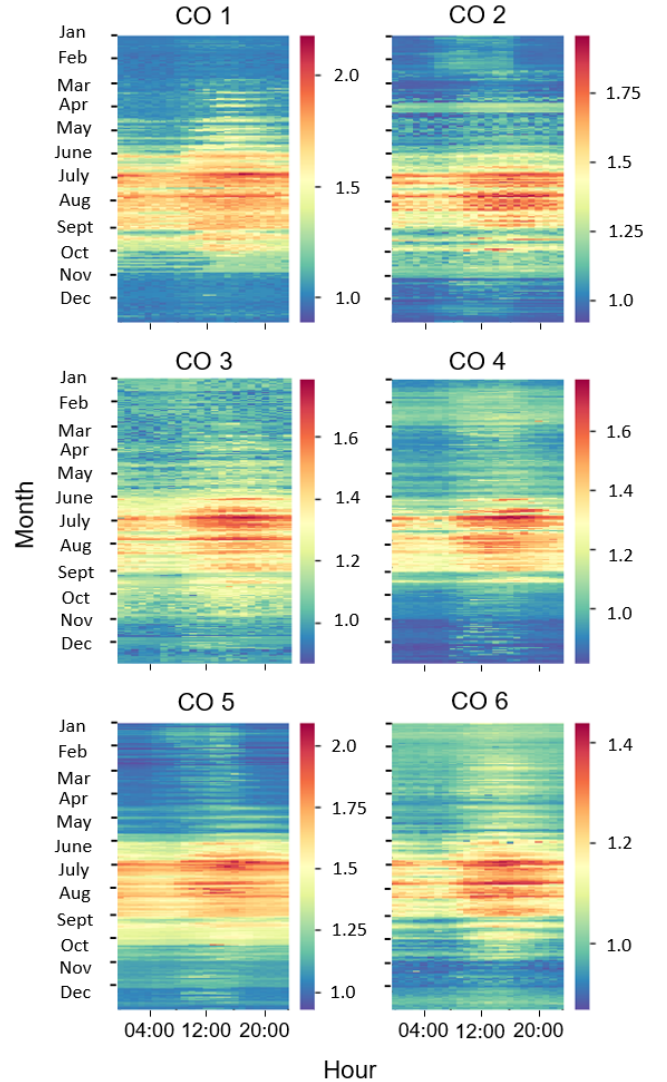 CO 1
CO 2
Jan
Feb
Mar
Apr
May
June
July
Aug
Sept
Oct
Nov
Dec
2.0
1.5
1.0
1.75
1.50
1.25
1.0
CO 3
CO 4
Jan
Feb
Mar
Apr
May
June
July
Aug
Sept
Oct
Nov
Dec
1.6
1.4
1.2
1.0
1.6
1.4
1.2
1.0
Month
CO 5
CO 6
Jan
Feb
Mar
Apr
May
June
July
Aug
Sept
Oct
Nov
Dec
2.0
1.75
1.5
1.25
1.0
1.4
1.2
1.0
04:00 12:00 20:00
04:00 12:00 20:00
Hour